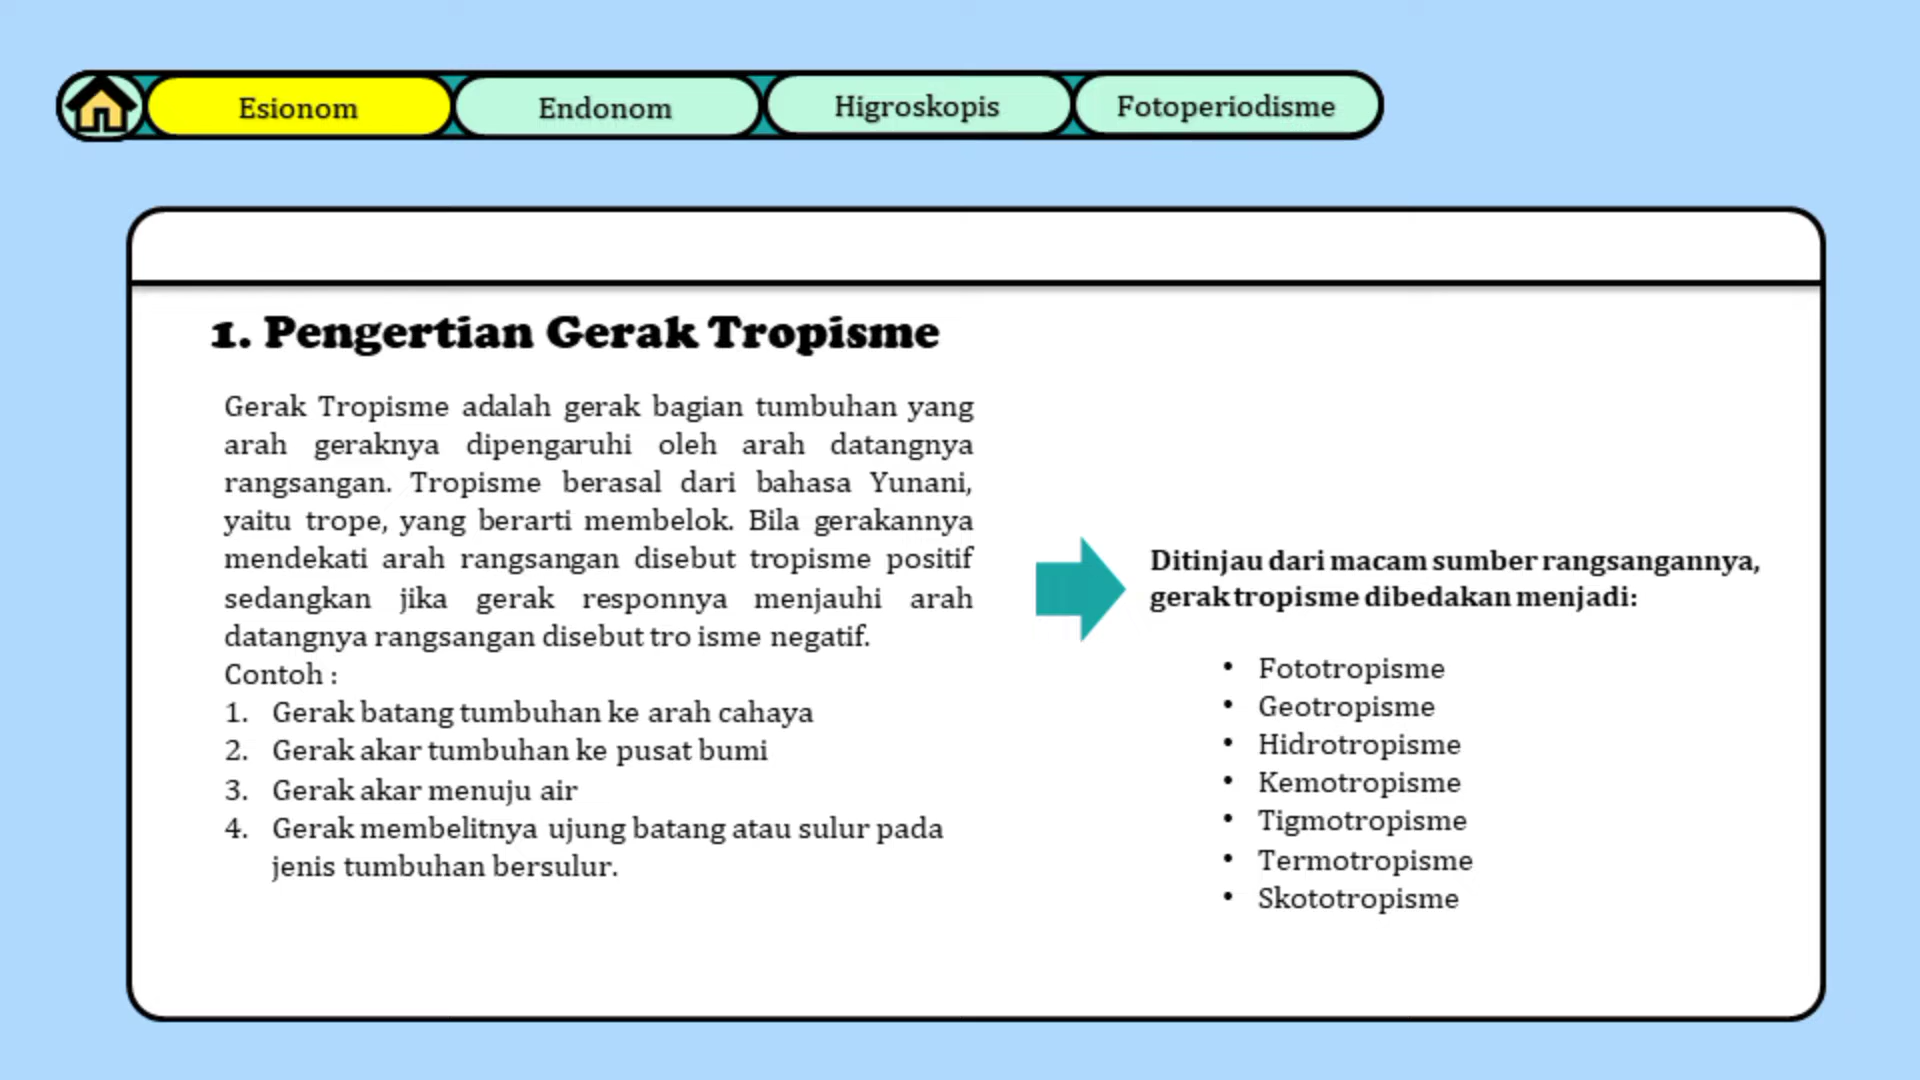 Esionom
Endonom
Higroskopis
Fotoperiodisme
1. Pengertian Gerak Tropisme
Gerak Tropisme adalah gerak bagian tumbuhan yang
arah geraknya dipengaruhi oleh arah datangnya
rangsangan. Tropisme berasal dari bahasa Yunani,
yaitu trope, yang berarti membelok. Bila gerakannya
mendekati arah rangsangan disebut tropisme positif
sedangkan jika gerak responnya menjauhi arah
datangnya rangsangan disebut tro isme negatif.
Contoh :
1. Gerak batang tumbuhan ke arah cahaya
2. Gerak akar tumbuhan ke pusat bumi
3. Gerak akar menuju air
4. Gerak membelitnya ujung batang atau sulur pada
jenis tumbuhan bersulur.
Ditinjau dari macam sumber rangsangannya,
gerak tropisme dibedakan menjadi:
• Fototropisme
• Geotropisme
• Hidrotropisme
• Kemotropisme
• Tigmotropisme
• Termotropisme
• Skototropisme